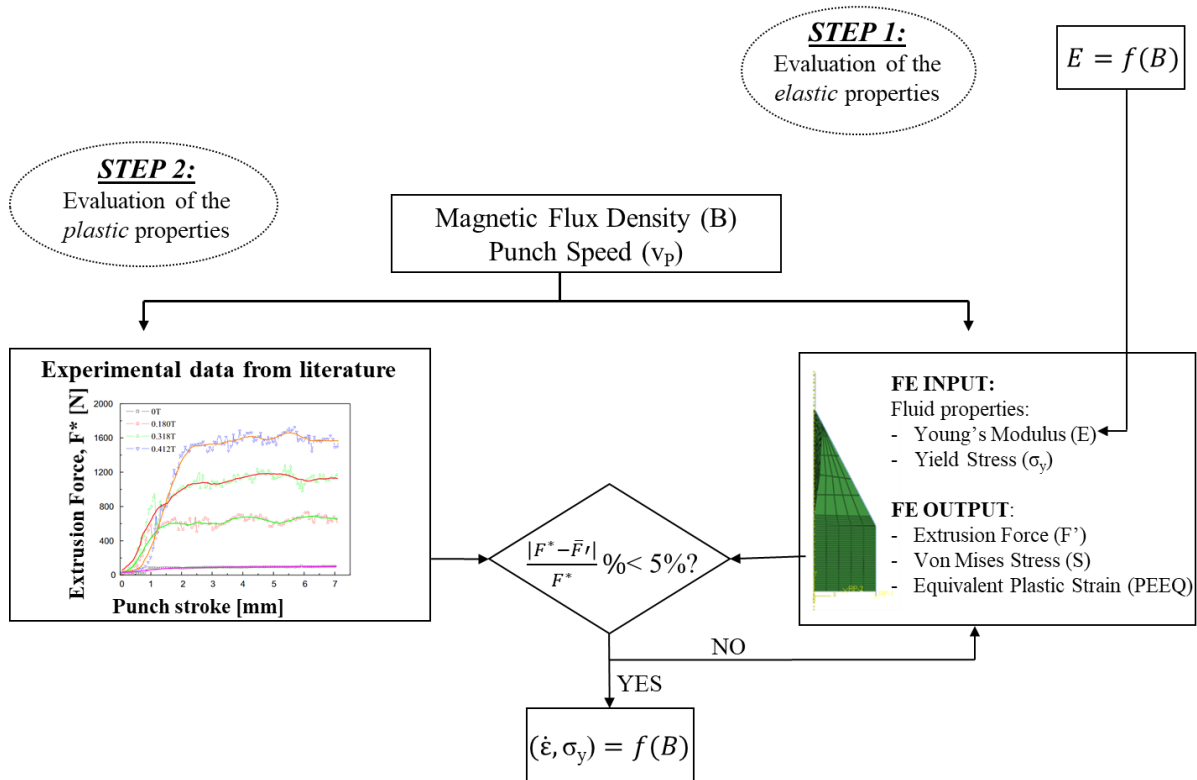 STEP 1:
Evaluation of the
elastic properties
E = f(B)
STEP 2:
Evaluation of the
plastic properties
Magnetic Flux Density (B)
Punch Speed (vP)
Experimental data from literature
Extrusion Force, F* [N]
2000
1600
1200
800
400
0
0T
0.180T
0.318T
0.412T
0 1 2 3 4 5 6 7
Punch stroke [mm]
FE INPUT:
Fluid properties:
- Young's Modulus (E)
- Yield Stress (σy)
FE OUTPUT:
- Extrusion Force (F')
- Von Mises Stress (S)
- Equivalent Plastic Strain (PEEQ)
|F*−F̄′|
F*
%< 5%?
NO
YES
(ε̇, σy) = f(B)